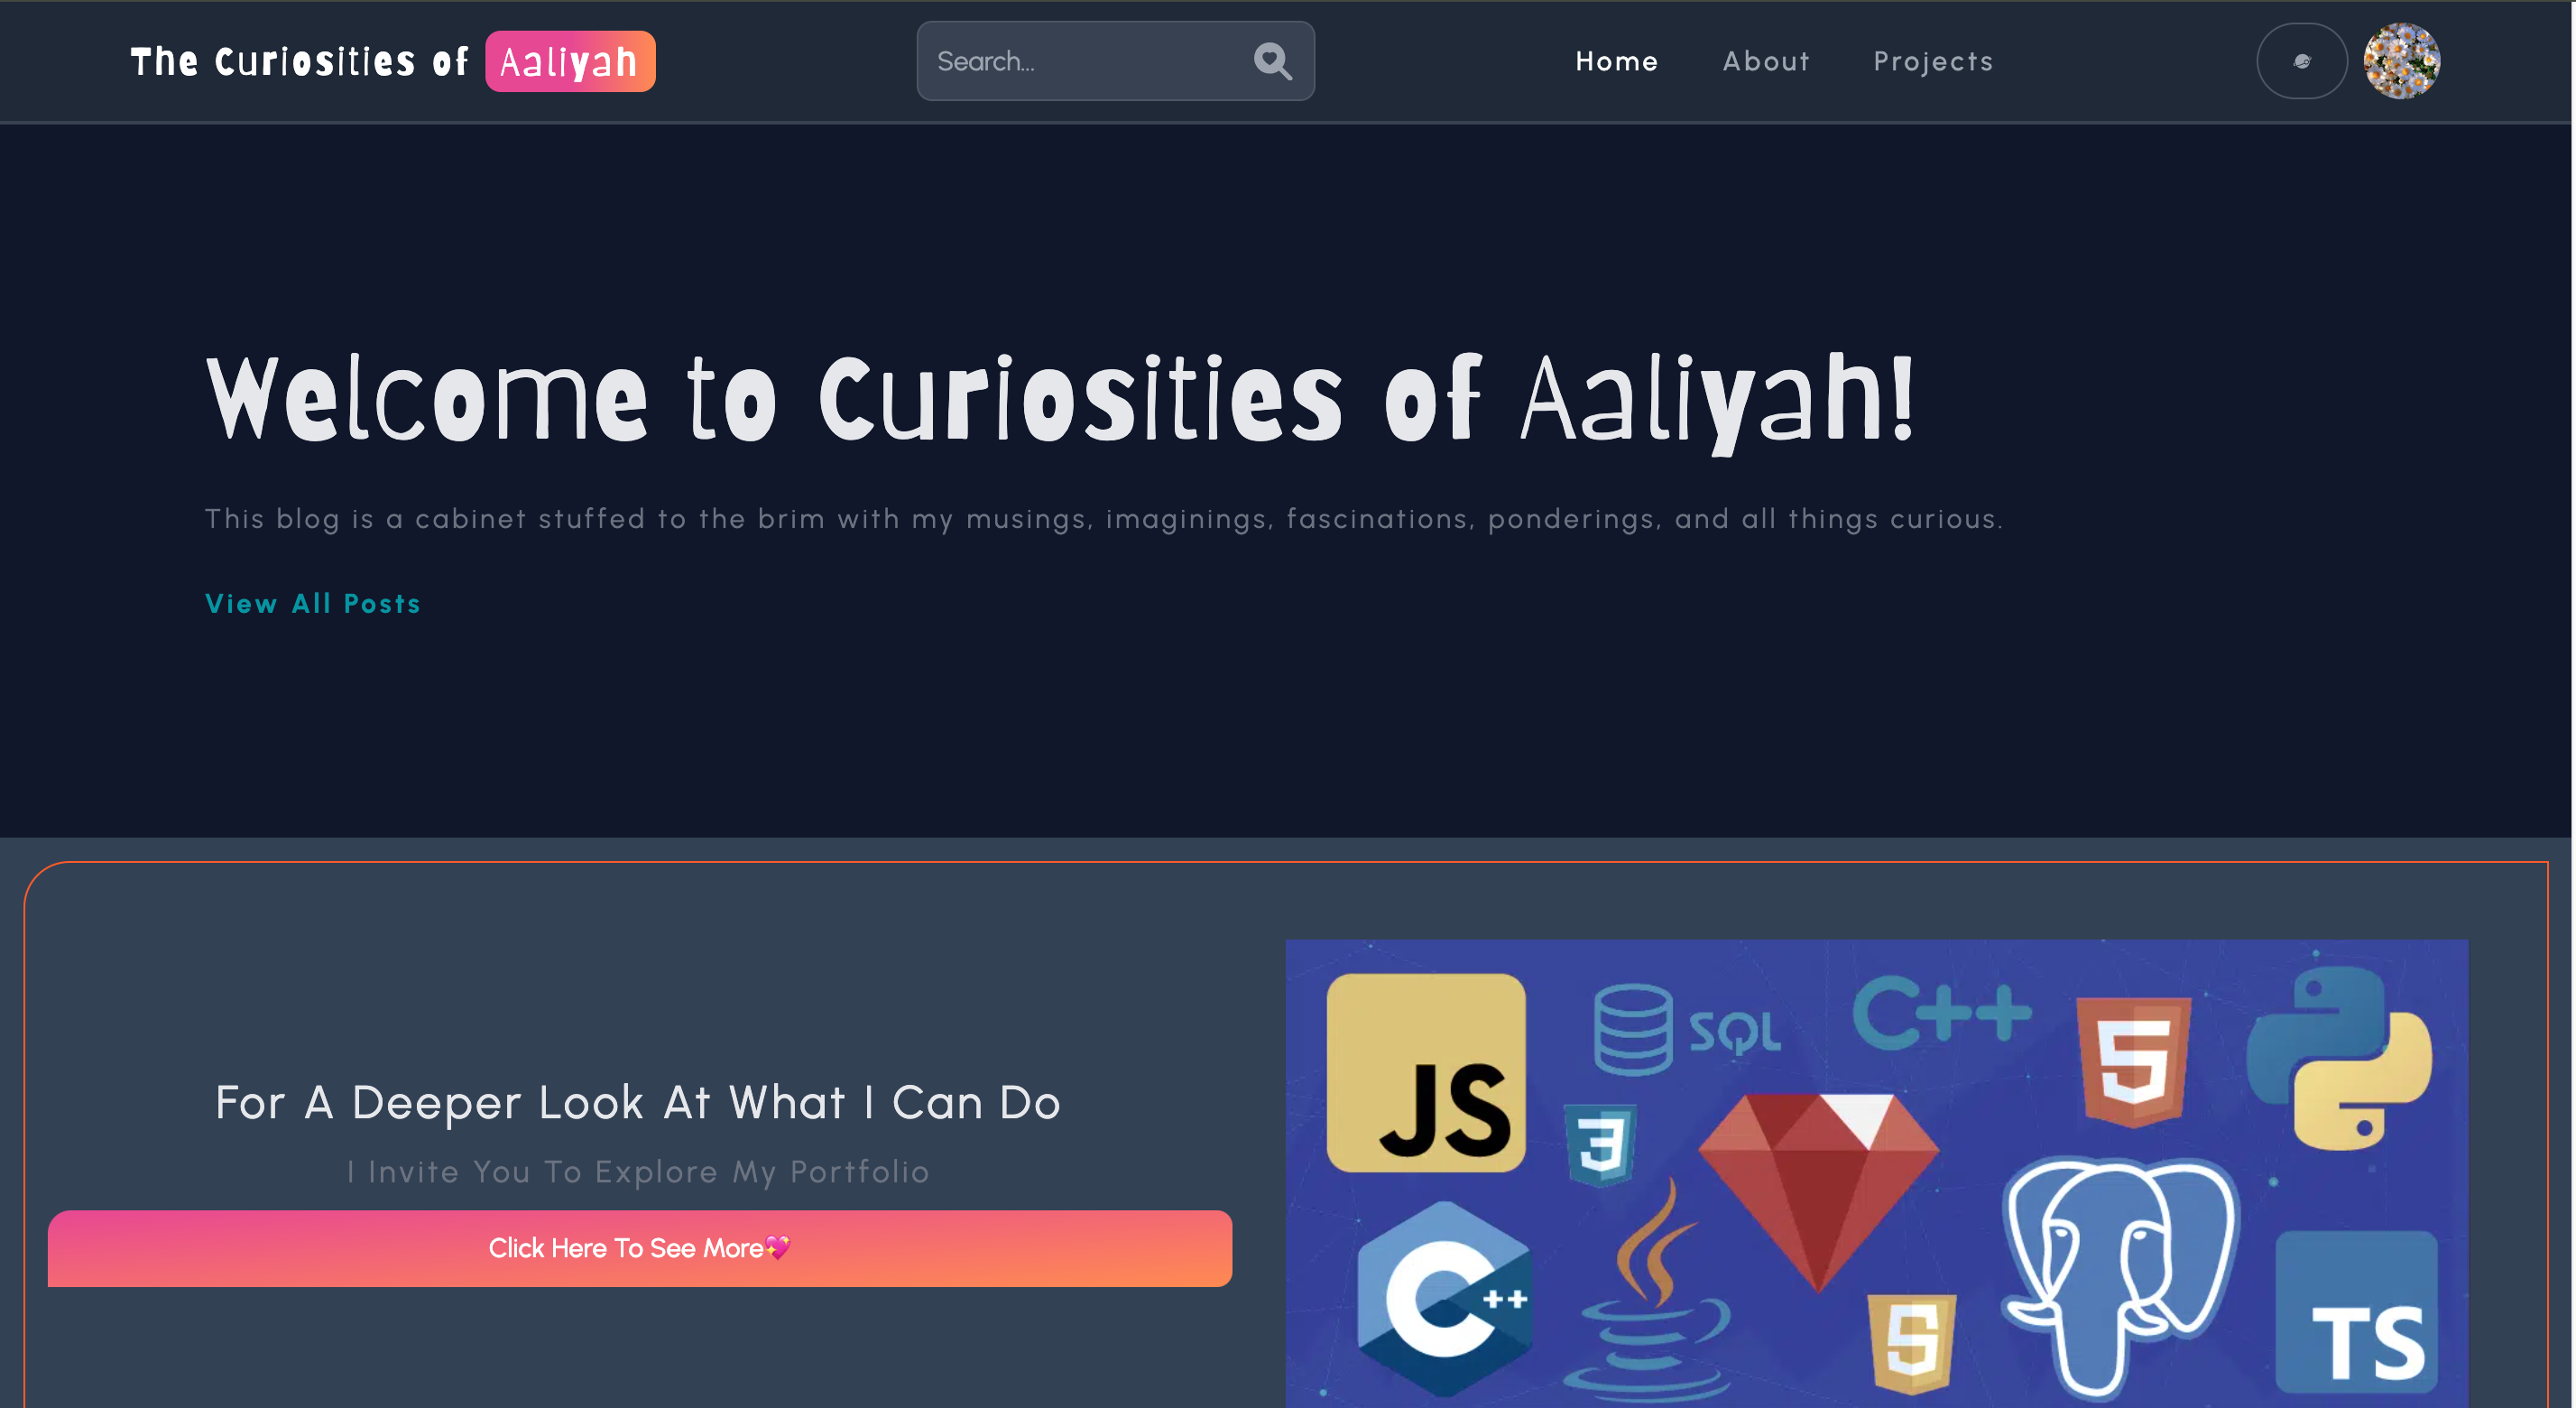 The Curiosities of Aaliyah
Search...
Home About Projects
Welcome to Curiosities of Aaliyah!
This blog is a cabinet stuffed to the brim with my musings, imaginings, fascinations, ponderings, and all things curious.
View All Posts
For A Deeper Look At What I Can Do
I Invite You To Explore My Portfolio
Click Here To See More💖
JS
SQL
C++
5
3
C++
5
TS